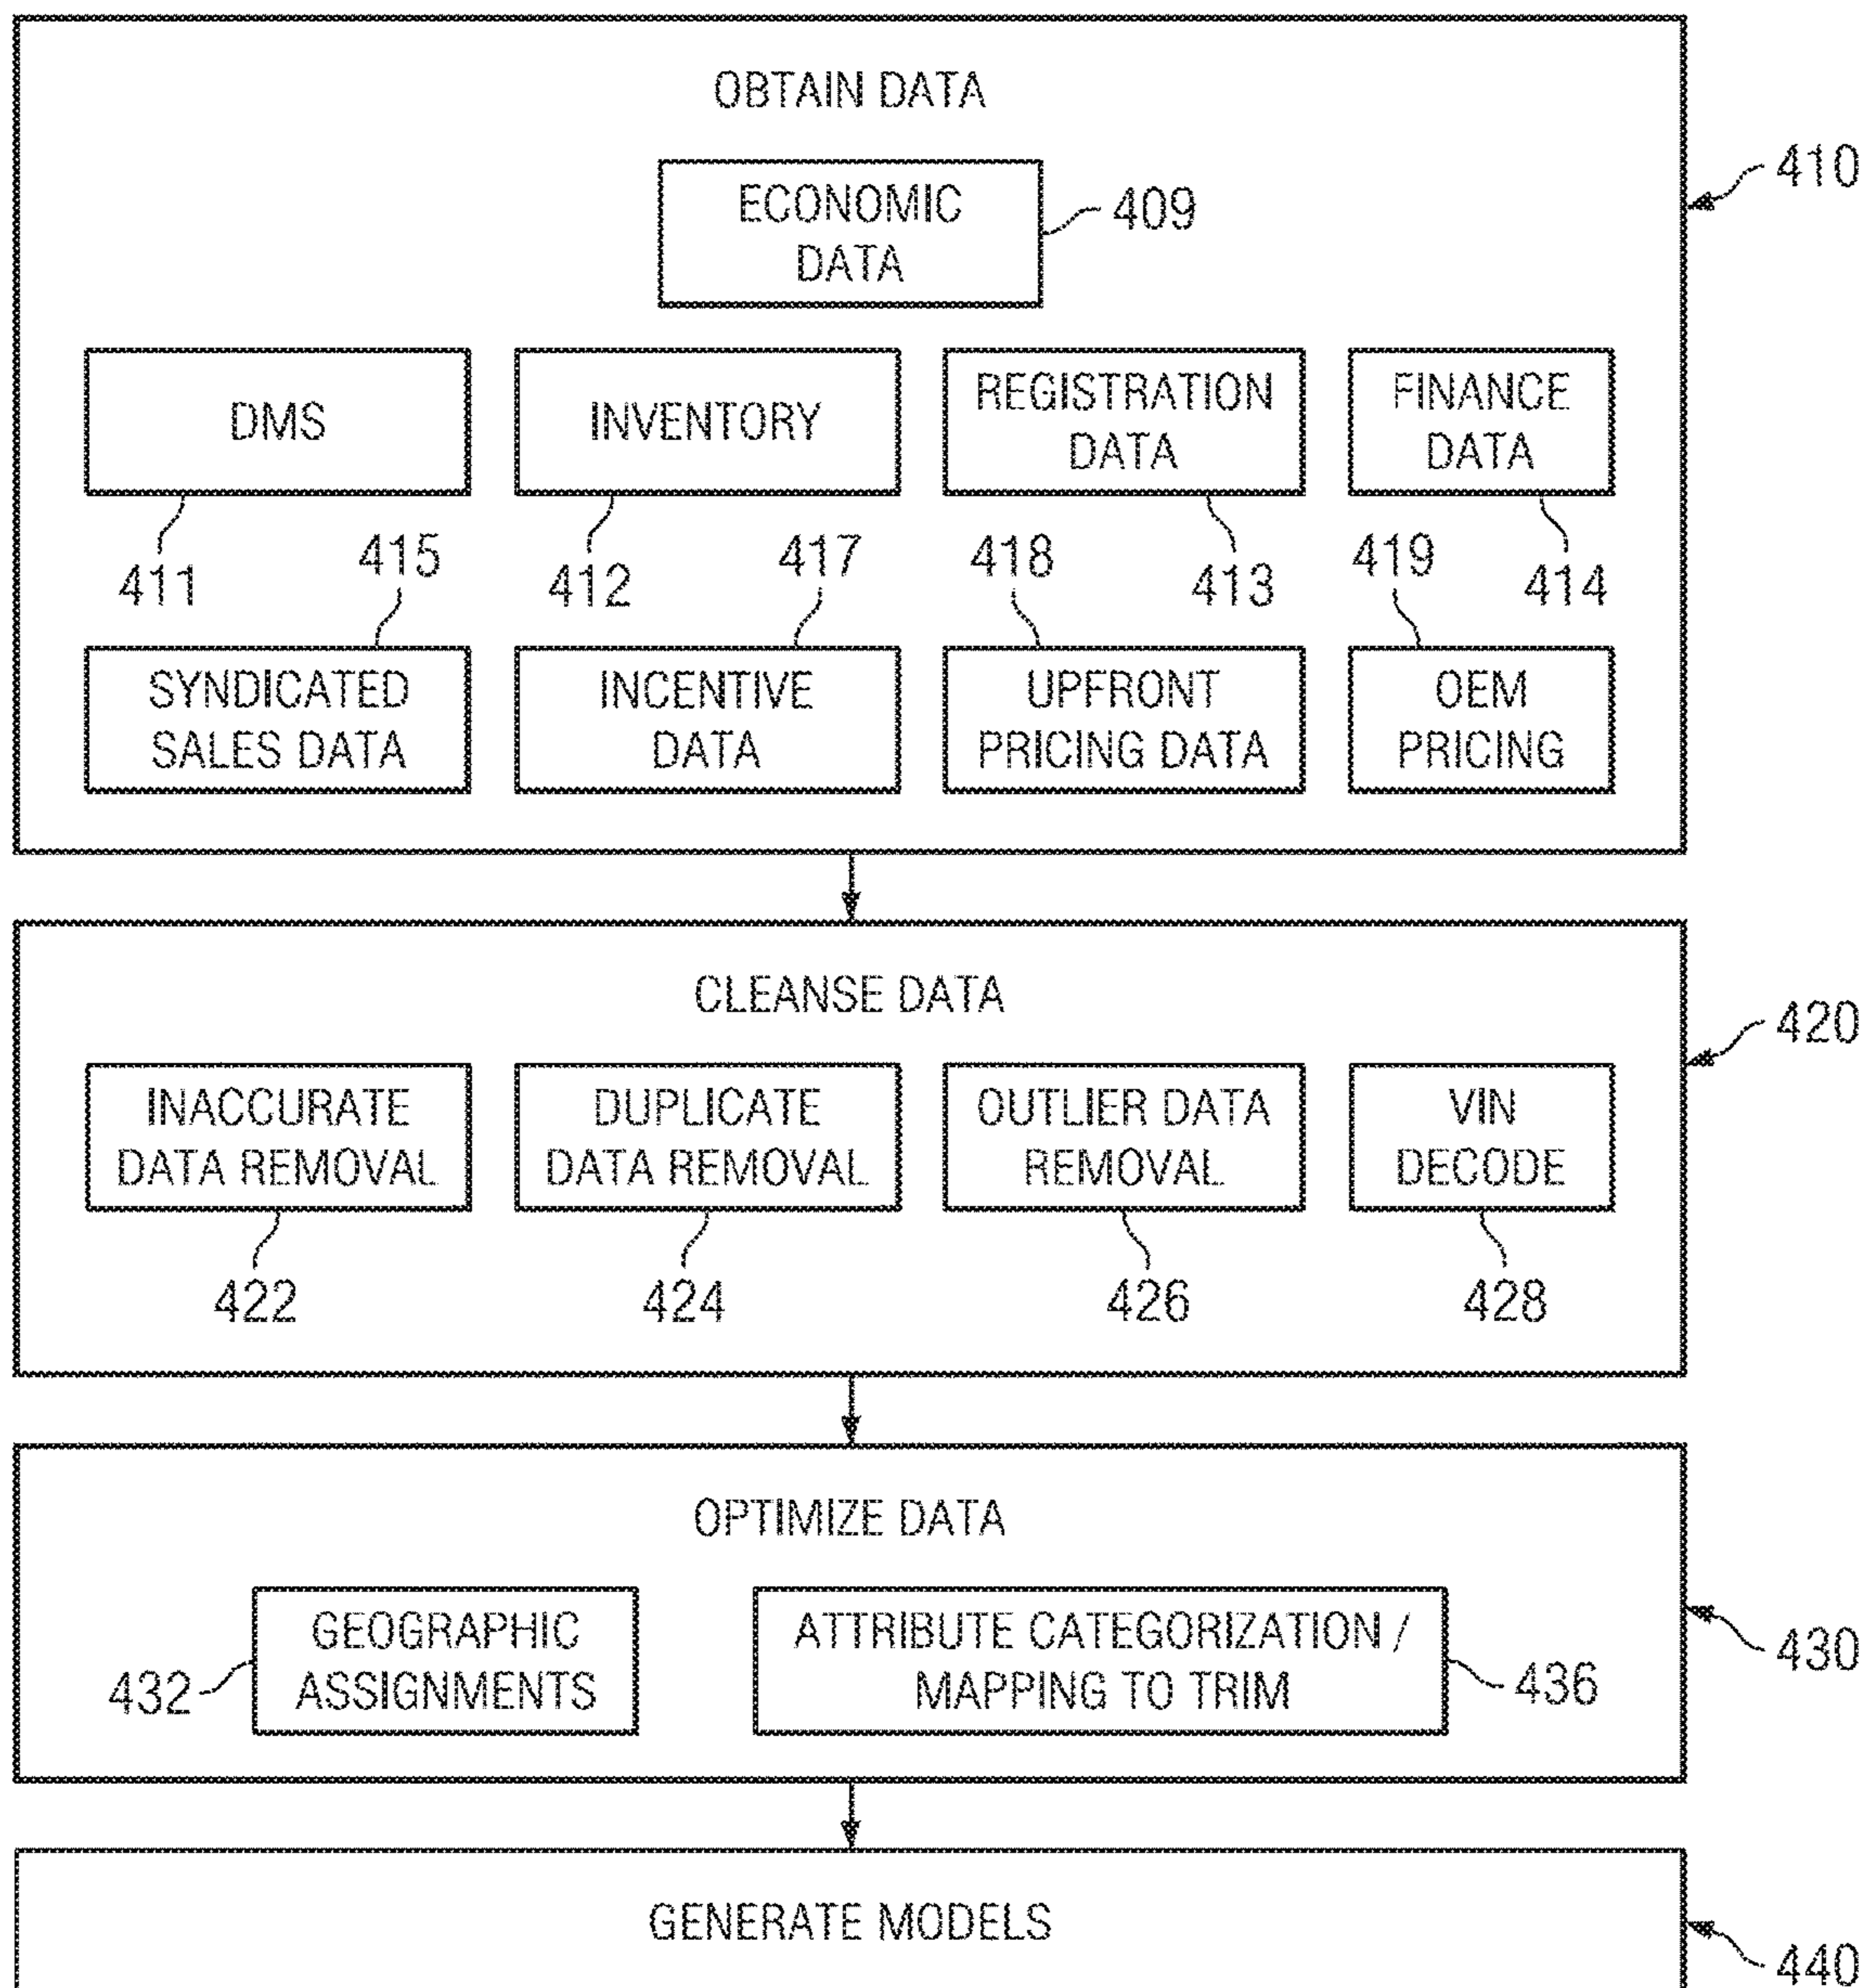 OBTAIN DATA
410
ECONOMIC
DATA
409
DMS
INVENTORY
REGISTRATION
DATA
FINANCE
DATA
411
415
412
417
418
413
419
414
SYNDICATED
SALES DATA
INCENTIVE
DATA
UPFRONT
PRICING DATA
OEM
PRICING
CLEANSE DATA
420
INACCURATE
DATA REMOVAL
DUPLICATE
DATA REMOVAL
OUTLIER DATA
REMOVAL
VIN
DECODE
422
424
426
428
OPTIMIZE DATA
430
432
GEOGRAPHIC
ASSIGNMENTS
ATTRIBUTE CATEGORIZATION /
MAPPING TO TRIM
436
GENERATE MODELS
440